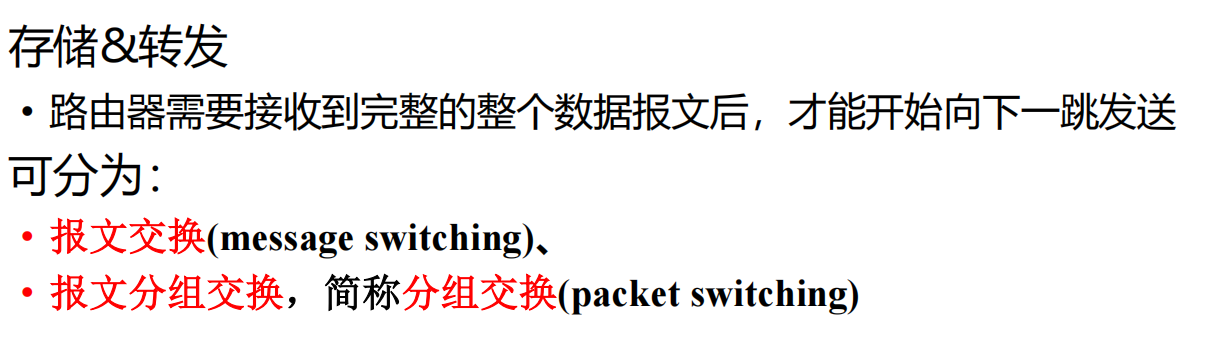 存储&转发
• 路由器需要接收到完整的整个数据报文后，才能开始向下一跳发送
可分为：
• 报文交换(message switching)、
• 报文分组交换，简称分组交换(packet switching)